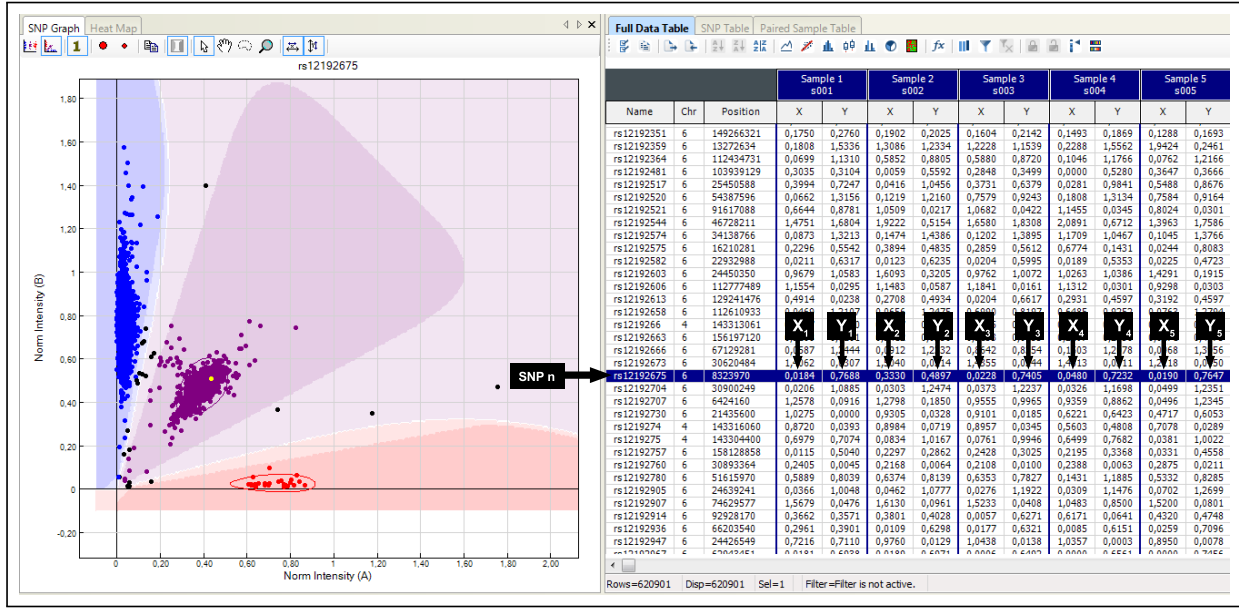 SNP Graph Heat Map
rs12192675
1,80
1,60
1,40
1,20
1
0,80
0,60
0,40
0,20
0
-0,20
Norm Intensity (B)
0 0,20 0,40 0,60 0,80 1 1,20 1,40 1,60 1,80 2,00
Norm Intensity (A)
SNP n
Full Data Table SNP Table Paired Sample Table
Sample 1 Sample 2 Sample 3 Sample 4 Sample 5
s001 s002 s003 s004 s005
Name Chr Position X Y X Y X Y X Y X Y
rs12192351 6 149266321 0,1750 0,2760 0,1902 0,2025 0,1604 0,2142 0,1493 0,1869 0,1288 0,1693
rs12192359 6 13272634 0,1808 1,5336 1,3086 1,2334 1,2228 1,1539 0,2288 1,5562 1,9424 0,2461
rs12192364 6 112434731 0,0699 1,1310 0,5852 0,8805 0,5880 0,8720 0,1046 1,1766 0,0762 1,2166
rs12192481 6 103939129 0,3035 0,3104 0,0059 0,5592 0,2848 0,3499 0,0000 0,5280 0,3647 0,3666
rs12192517 6 25450588 0,3994 0,7247 0,0416 1,0456 0,3731 0,6379 0,0281 0,9841 0,5488 0,8676
rs12192520 6 54387596 0,0662 1,3156 0,1219 1,2160 0,7579 0,9243 0,1808 1,3134 0,7584 0,9164
rs12192521 6 91617088 0,6644 0,8781 1,0509 0,0217 1,0682 0,0422 1,1455 0,0345 0,8024 0,0301
rs12192544 6 46728211 1,4751 1,6804 1,9222 0,5154 1,6580 1,8308 2,0891 0,6712 1,3963 1,7586
rs12192574 6 34138766 0,0873 1,3213 0,1474 1,4386 0,1202 1,3895 1,1709 1,0467 0,1045 1,3766
rs12192575 6 16210281 0,2296 0,5542 0,3894 0,4835 0,2859 0,5612 0,6774 0,1431 0,0244 0,8083
rs12192582 6 22932988 0,0211 0,6317 0,0123 0,6235 0,0204 0,5995 0,0189 0,5353 0,0225 0,4723
rs12192603 6 24450350 0,9679 1,0583 1,6093 0,3205 0,9762 1,0072 1,0263 1,0386 1,4291 0,1915
rs12192606 6 112777489 1,1554 0,0295 1,1483 0,0587 1,1841 0,0161 1,1312 0,0301 0,9298 0,0303
rs12192613 6 129241476 0,4914 0,0238 0,2708 0,4934 0,0204 0,6617 0,2931 0,4597 0,3192 0,4597
rs12192658 6 112610933
rs1219266 4 143313061
rs12192663 6 156197120
X1 Y1 X2 Y2 X3 Y3 X4 Y4 X5 Y5
rs12192666 6 67129281
rs12192673 6 30620484
rs12192675 6 8323970 0,0184 0,7688 0,3330 0,4897 0,0228 0,7405 0,0480 0,7232 0,0190 0,7647
rs12192704 6 30900249 0,0206 1,0885 0,0303 1,2474 0,0373 1,2237 0,0326 1,1698 0,0499 1,2351
rs12192707 6 6424160 1,2578 0,0916 1,2798 0,1850 0,9555 0,9965 0,9359 0,8862 0,0496 1,2345
rs12192730 6 21435600 1,0275 0,0000 0,9305 0,0328 0,9101 0,0185 0,6221 0,6423 0,4717 0,6053
rs1219274 4 143316060 0,8720 0,0393 0,8984 0,0719 0,8957 0,0345 0,5603 0,4808 0,7078 0,0289
rs1219275 4 143304400 0,6979 0,7074 0,0834 1,0167 0,0761 0,9946 0,6499 0,7682 0,0381 1,0022
rs12192757 6 158128858 0,0115 0,5040 0,2297 0,2862 0,2428 0,3025 0,2195 0,3368 0,0331 0,4558
rs12192760 6 30893364 0,2405 0,0045 0,2168 0,0064 0,2108 0,0100 0,2388 0,0063 0,2875 0,0211
rs12192780 6 51615970 0,5889 0,8039 0,6374 0,8139 0,6353 0,7827 0,1431 1,1885 0,5332 0,8285
rs12192905 6 24639241 0,0366 1,0048 0,0462 1,0777 0,0279 1,1922 0,0309 1,1476 0,0702 1,2699
rs12192907 6 74629577 1,5679 0,0476 1,6130 0,0961 1,5233 0,0408 1,4083 0,8500 1,5200 0,0801
rs12192914 6 92928170 0,3662 0,3571 0,3801 0,4028 0,0057 0,6271 0,6171 0,0641 0,4320 0,4748
rs12192936 6 66203540 0,2961 0,3901 0,0109 0,6298 0,0177 0,6321 0,0085 0,6151 0,0259 0,7096
rs12192947 6 24426549 0,7216 0,7110 0,9760 0,0129 1,0438 0,0138 1,0357 0,0003 0,8950 0,0078
Rows=620901 Disp=620901 Sel=1 Filter=Filter is not active.